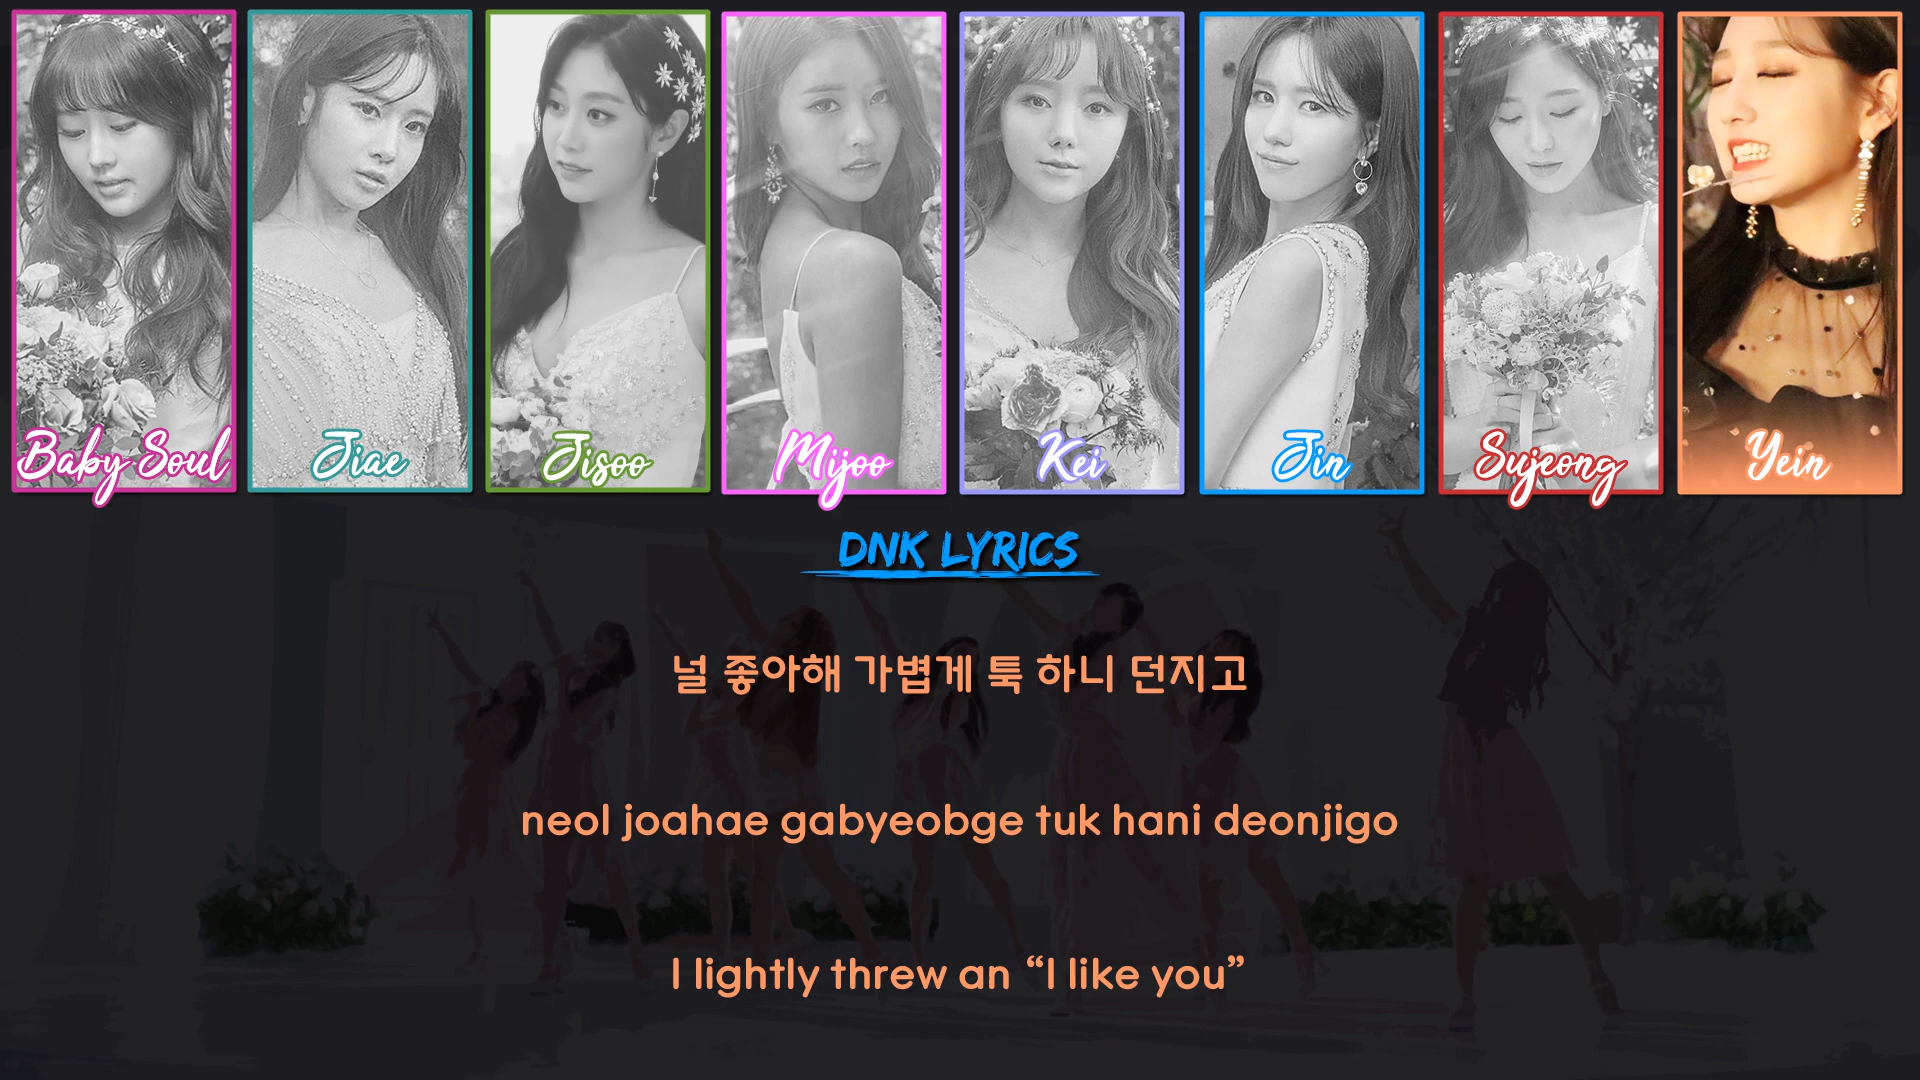 Baby Soul
Jiae
Jisoo
Mijoo
Kei
Jin
Sujeong
Yein
DNK LYRICS
널 좋아해 가볍게 툭 하니 던지고
neol joahae gabyeobge tuk hani deonjigo
I lightly threw an “I like you”